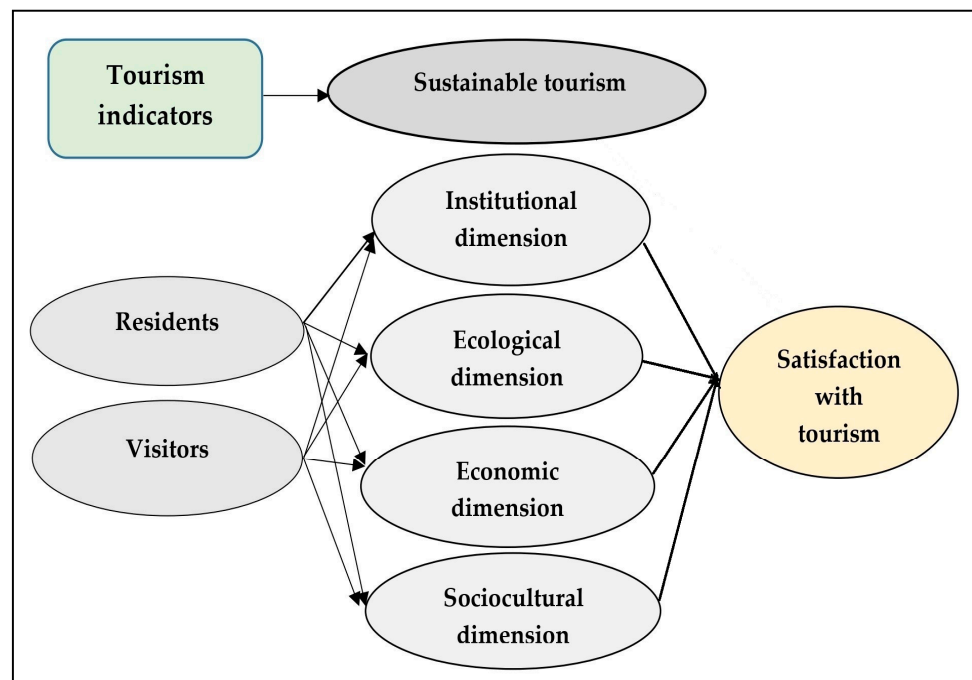 Tourism
indicators
Sustainable tourism
Institutional
dimension
Residents
Ecological
dimension
Satisfaction
with
tourism
Visitors
Economic
dimension
Sociocultural
dimension